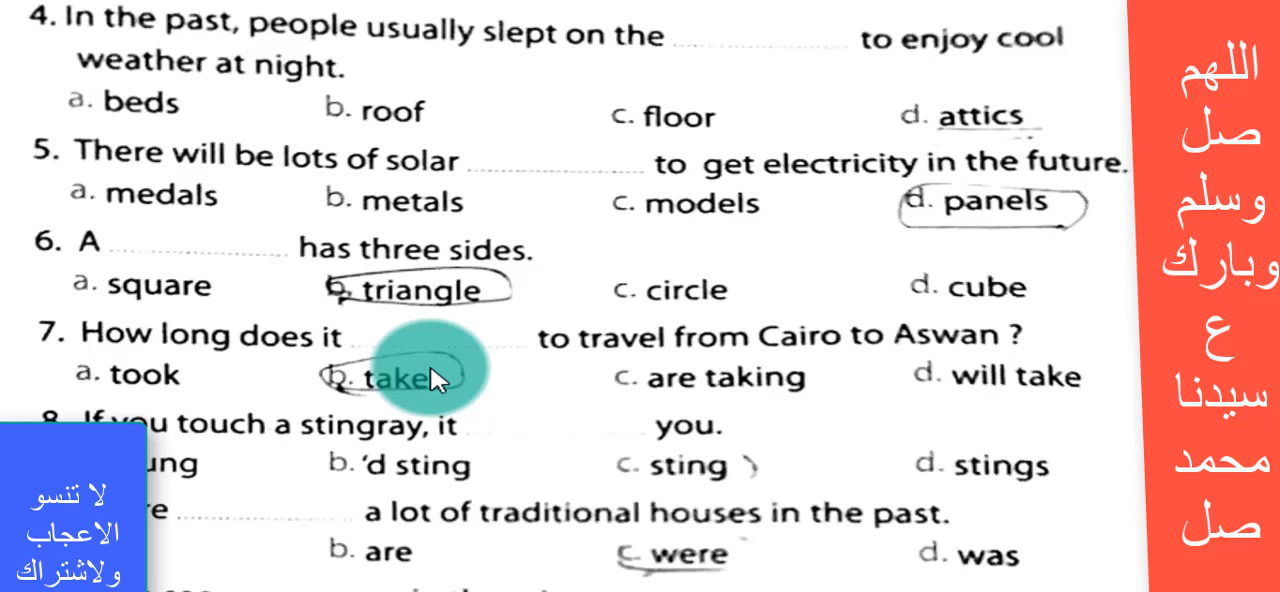 4. In the past, people usually slept on the ............ to enjoy cool
weather at night.
a. beds b. roof c. floor d. attics
5. There will be lots of solar ............ to get electricity in the future.
a. medals b. metals c. models d. panels
6. A ............ has three sides.
a. square b. triangle c. circle d. cube
7. How long does it ............ to travel from Cairo to Aswan ?
a. took b. take c. are taking d. will take
touch a stingray, it ............ you.
b. 'd sting c. sting d. stings
............ a lot of traditional houses in the past.
b. are c. were d. was
اللهم
صل
وسلم
وبارك
ع
سيدنا
محمد
صل
لا تنسو
الاعجاب
ولاشتراك